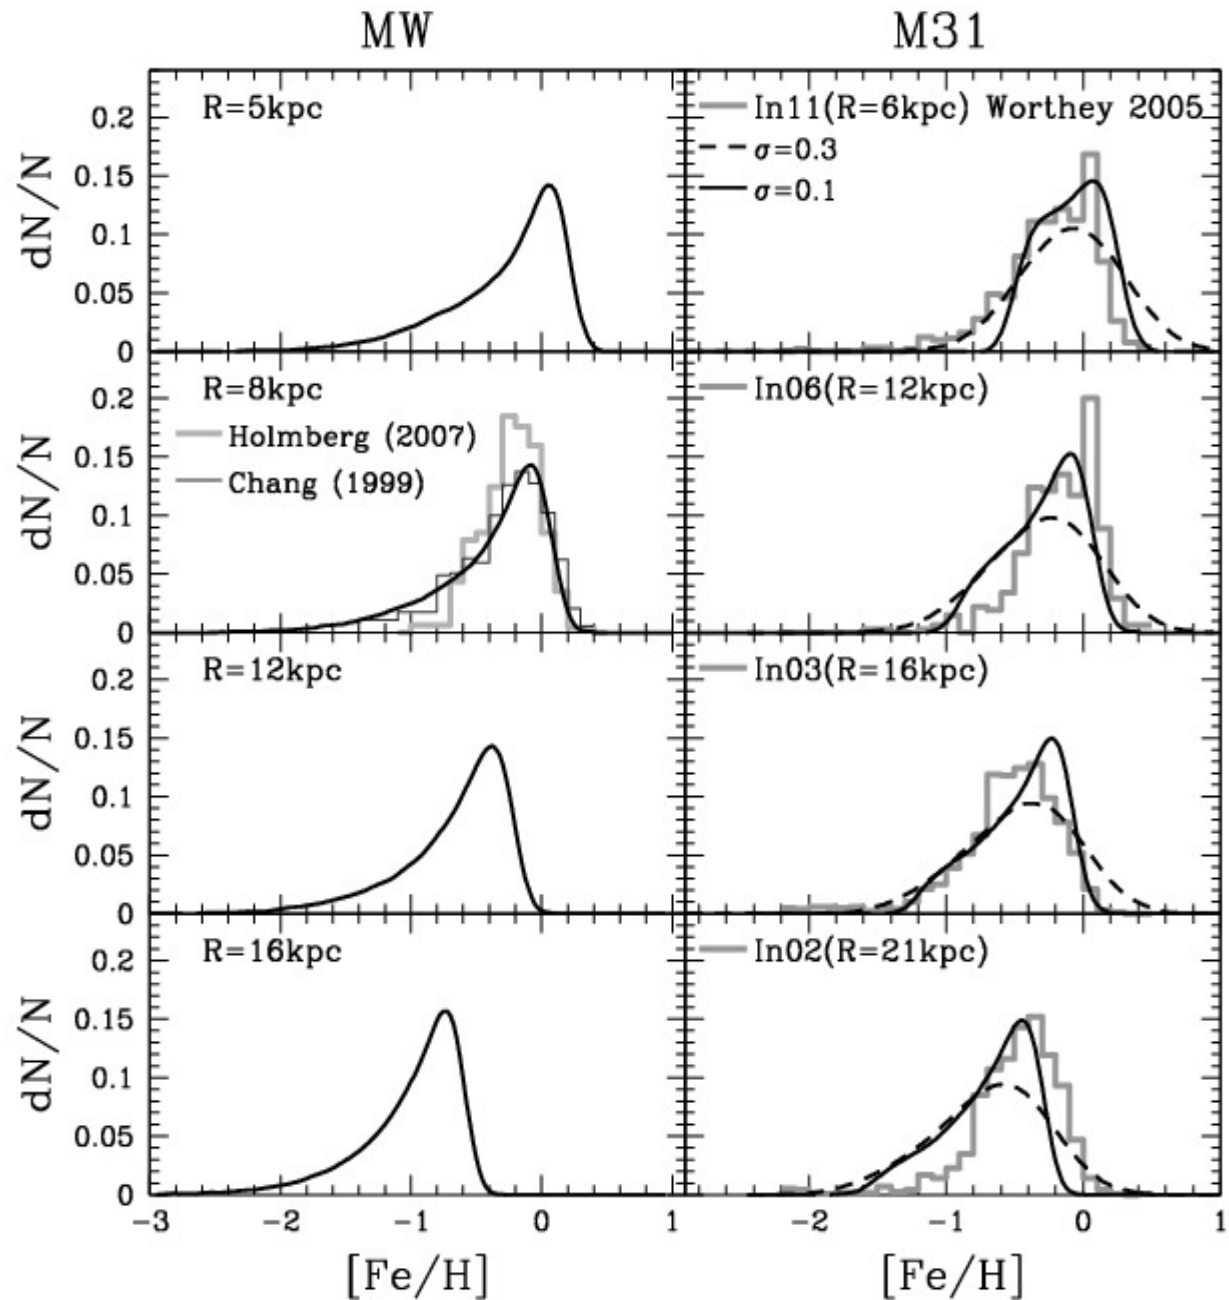 MW
M31
dN/N
0.2
0.15
0.1
0.05
0
R=5kpc
In11(R=6kpc) Worthey 2005
σ=0.3
σ=0.1
dN/N
0.2
0.15
0.1
0.05
0
R=8kpc
Holmberg (2007)
Chang (1999)
In06(R=12kpc)
dN/N
0.2
0.15
0.1
0.05
0
R=12kpc
In03(R=16kpc)
dN/N
0.2
0.15
0.1
0.05
0
R=16kpc
In02(R=21kpc)
-3 -2 -1 0 1
-2 -1 0 1
[Fe/H]
[Fe/H]